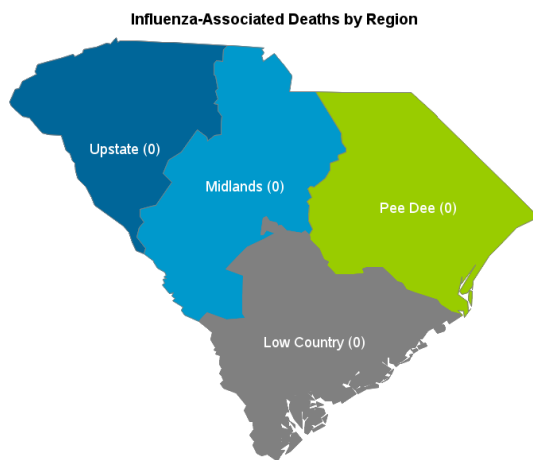 Influenza-Associated Deaths by Region
Upstate (0)
Midlands (0)
Pee Dee (0)
Low Country (0)